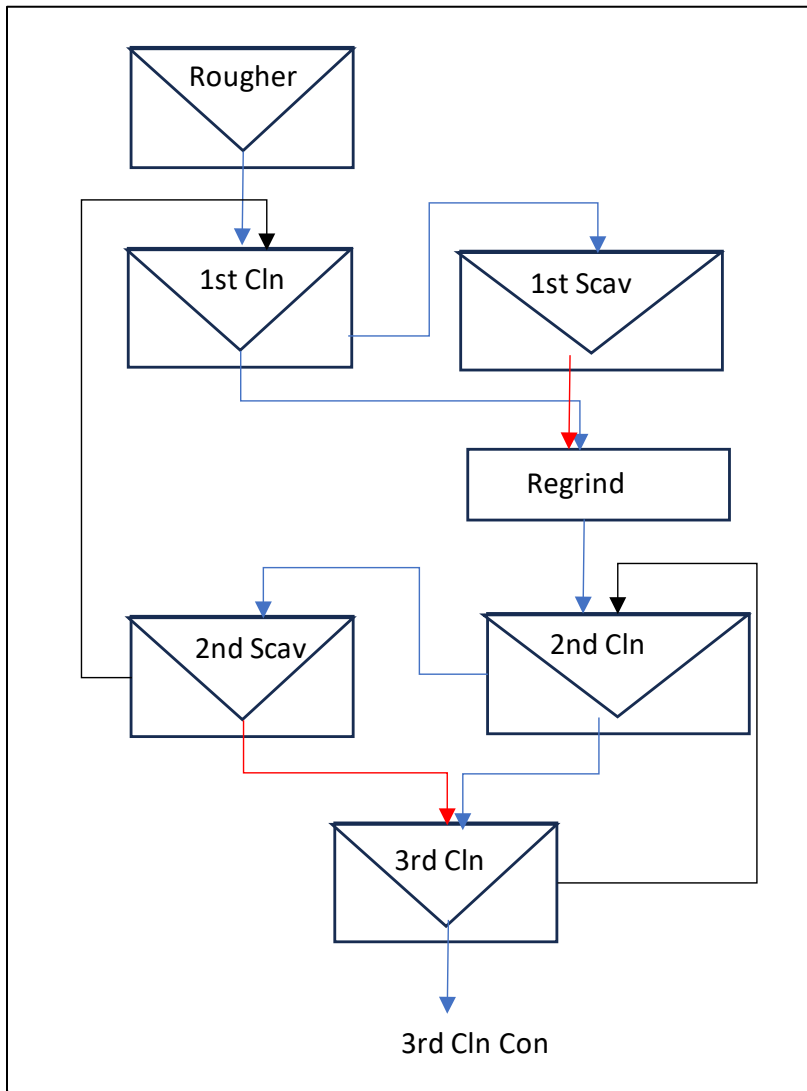 Rougher
1st Cln
1st Scav
Regrind
2nd Scav
2nd Cln
3rd Cln
3rd Cln Con